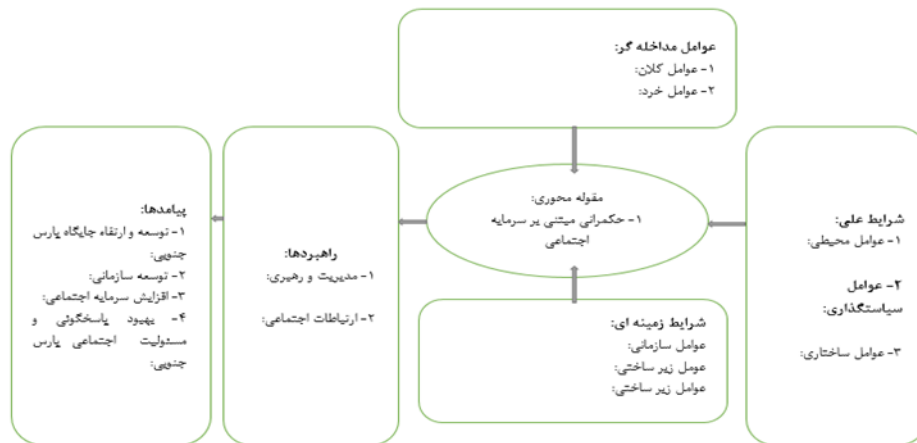 عوامل مداخله گر:
۱- عوامل کلان:
۲- عوامل خرد:
شرایط علی:
۱- عوامل محیطی:
۲- عوامل
سیاستگذاری:
۳- عوامل ساختاری:
مقوله محوری:
۱- حکمرانی مبتنی بر سرمایه
اجتماعی
شرایط زمینه ای:
عوامل سازمانی:
عومل زیر ساختی:
عوامل زیر ساختی:
راهبردها:
۱- مدیریت و رهبری:
۲- ارتباطات اجتماعی:
پیامدها:
۱- توسعه و ارتقاء جایگاه پارس
جنوبی:
۲- توسعه سازمانی:
۳- افزایش سرمایه اجتماعی:
۴- بهبود پاسخگوئی و
مسئولیت اجتماعی پارس
جنوبی: